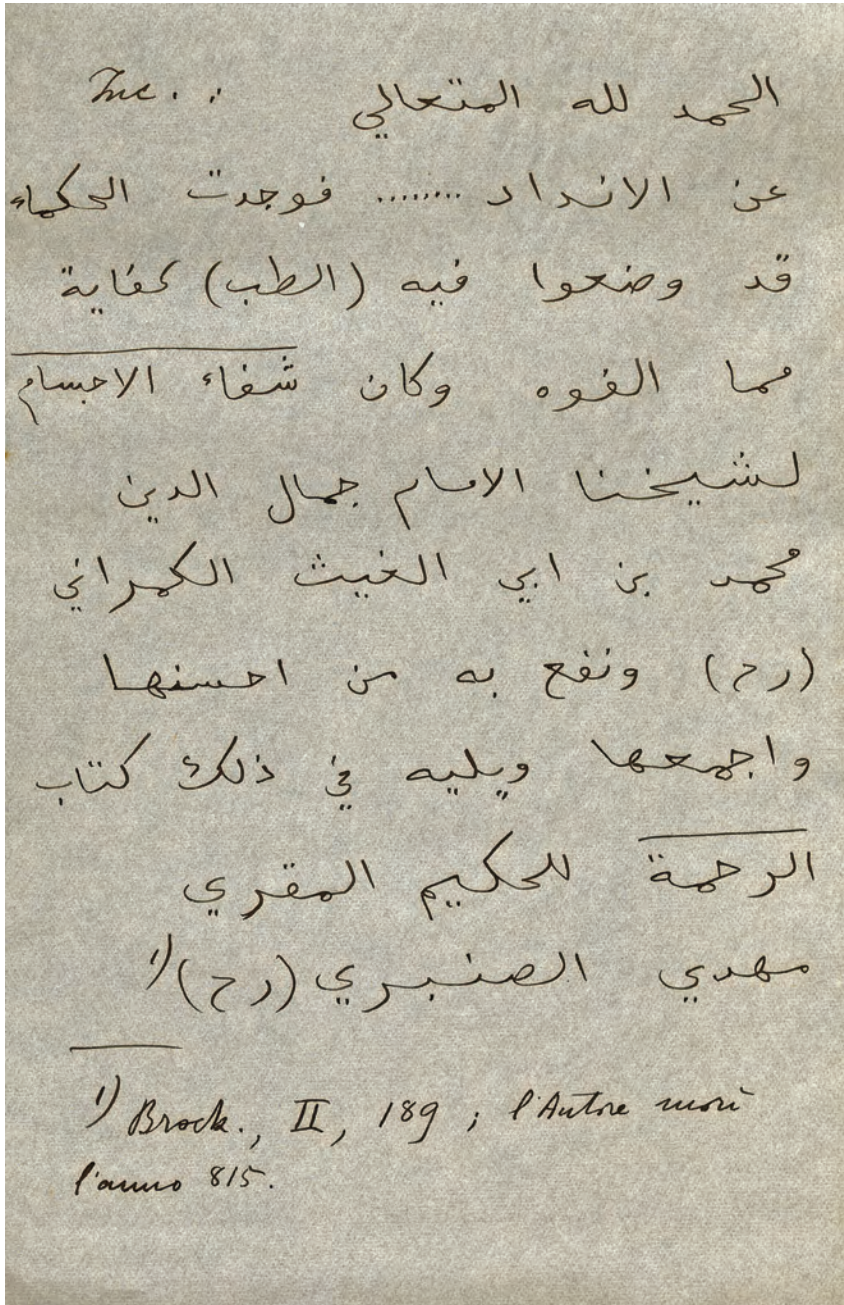 Inc. : الحمد لله المتعالي
عن الانداد ........ فوجدت الحكماء
قد وضعوا فيه (الطب) كفاية
مما الفوه وكان شفاء الاجسام
لشيخنا الامام جمال الدين
محمد بن ابي الغيث الكمراني
(رح) ونفع به من احسنها
واجمعها ويليه في ذلك كتاب
الرحمة للحكيم المقري
مهدي الصنبري (رح) 1)
1) Brock., II, 189 ; l'Autore morì
l'anno 815.